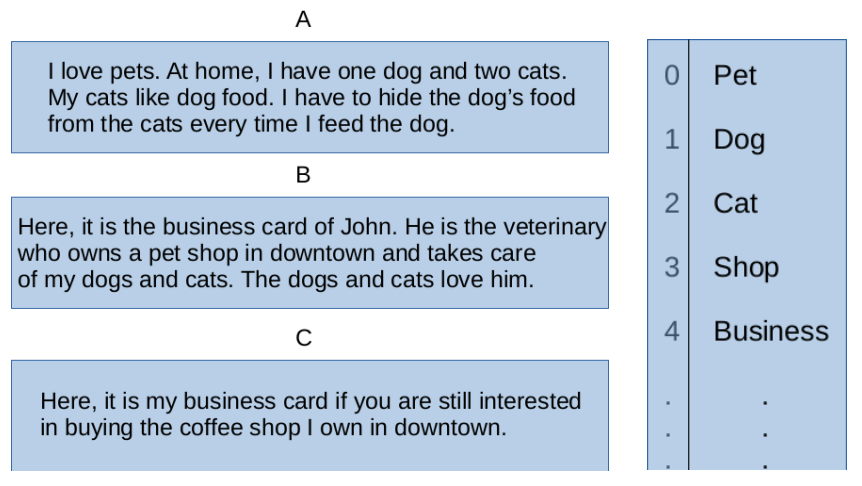 A
I love pets. At home, I have one dog and two cats.
My cats like dog food. I have to hide the dog’s food
from the cats every time I feed the dog.
B
Here, it is the business card of John. He is the veterinary
who owns a pet shop in downtown and takes care
of my dogs and cats. The dogs and cats love him.
C
Here, it is my business card if you are still interested
in buying the coffee shop I own in downtown.
0 Pet
1 Dog
2 Cat
3 Shop
4 Business
. .
. .
. .